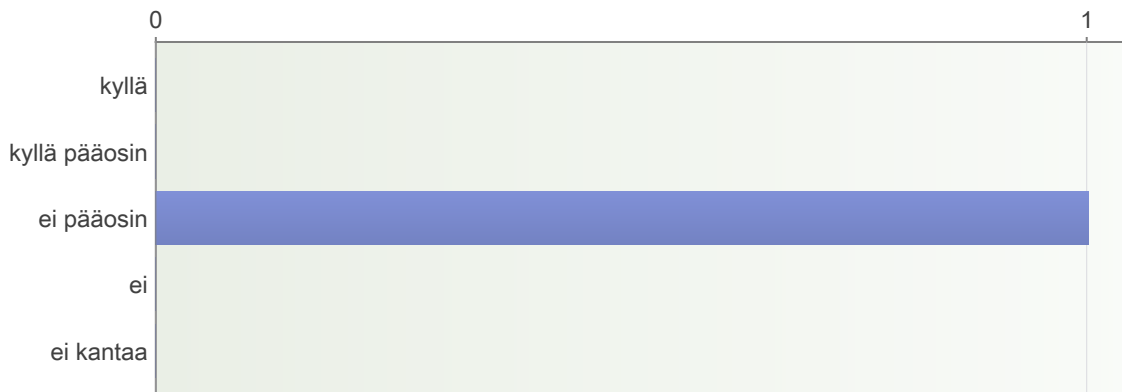 0 1
kyllä
kyllä pääosin
ei pääosin
ei
ei kantaa